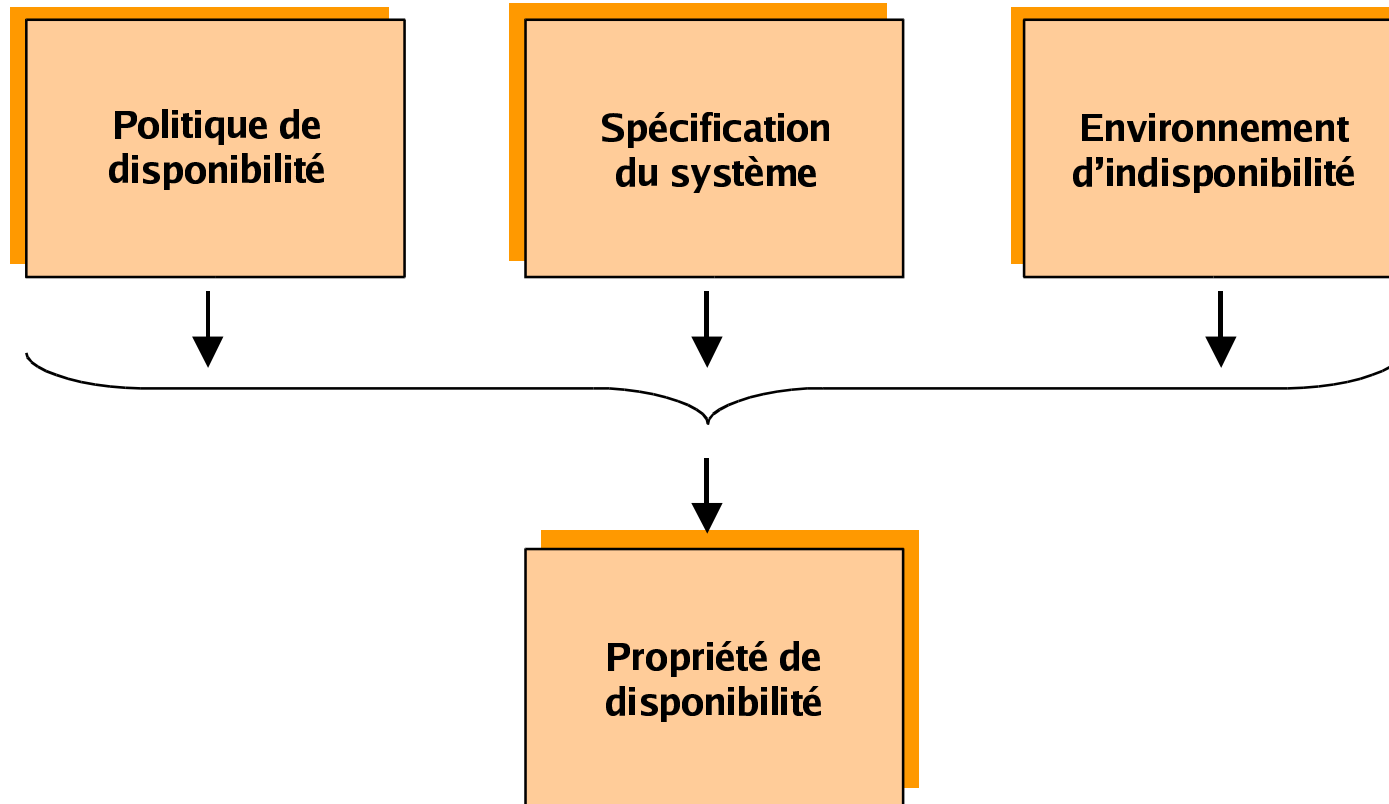 Politique de
disponibilité
Spécification
du système
Environnement
d’indisponibilité
Propriété de
disponibilité